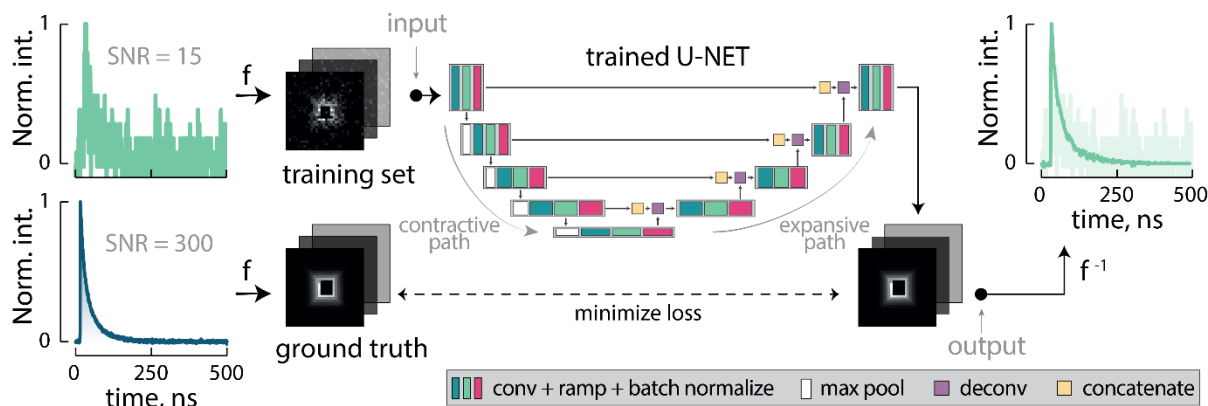 Norm. int.
1
0
SNR = 15
f
training set
input
trained U-NET
contractive
path
expansive
path
Norm. int.
1
0
0
250
500
time, ns
SNR = 300
f
ground truth
minimize loss
output
f -1
Norm. int.
1
0
0
250
500
time, ns
conv + ramp + batch normalize
max pool
deconv
concatenate